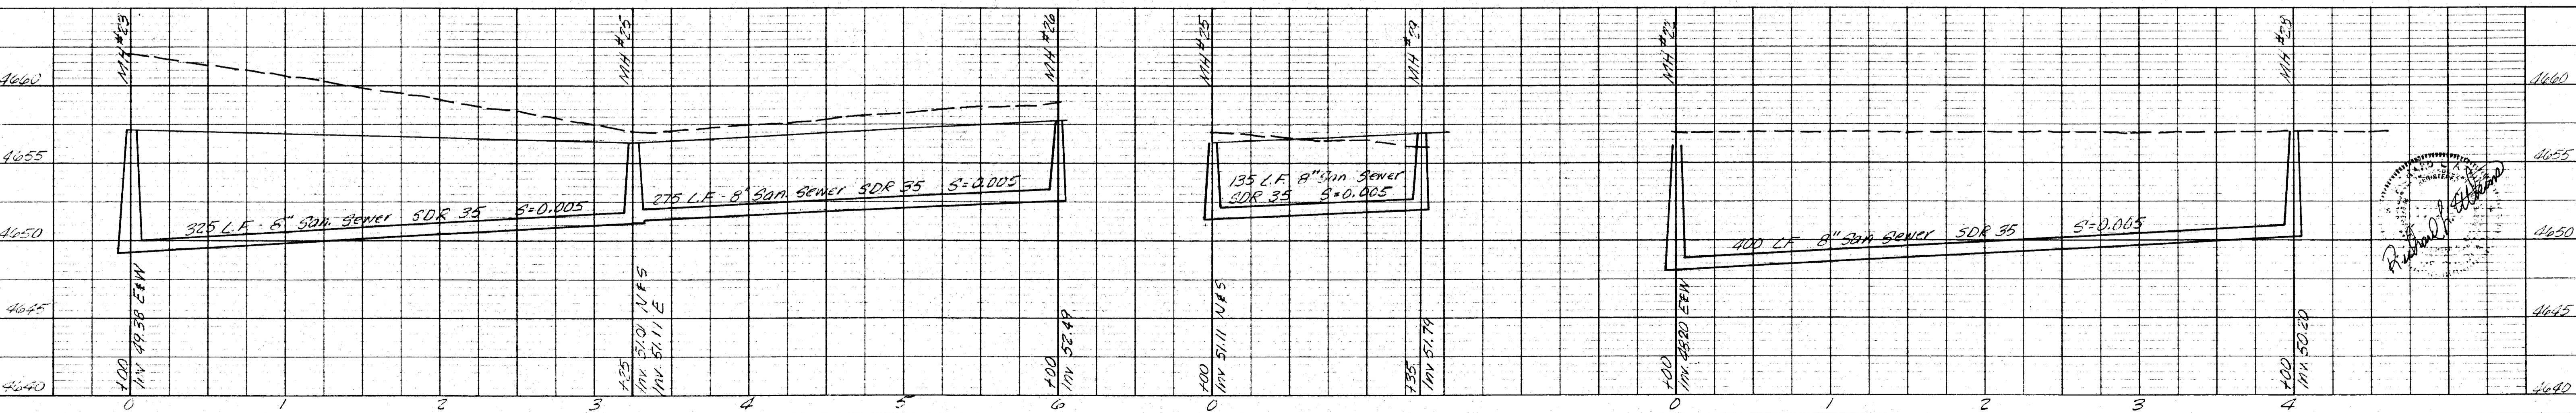 MH #23
MH #25
MH #26
MH #25
MH #
MH #
MH #
4660
4660
4655
4655
4650
4650
4645
4645
4640
4640
325 L.F. - 8" San. Sewer SDR 35 S=0.005
275 L.F. - 8" San. Sewer SDR 35 S=0.005
135 L.F. 8" San. Sewer
SDR 35 S=0.005
400 LF 8" San Sewer SDR 35 S=0.005
+00
Inv 49.38 E&W
+25
Inv 51.01 N&S
Inv. 51.11 E
+00
Inv 52.49
+00
Inv 51.11 N&S
+35
Inv 51.79
+00
Inv. 48.20 E&W
+00
Inv. 50.20
0 1 2 3 4 5 6 0 0 1 2 3 4